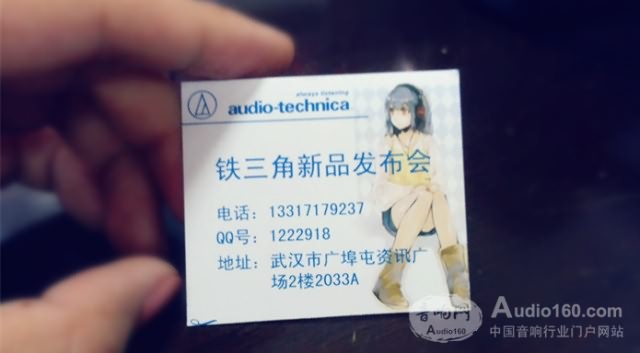 always listening
audio-technica
铁三角新品发布会
电话：13317179237
QQ号：1222918
地址：武汉市广埠屯资讯广
场2楼2033A
音响网
Audio160
Audio160.com
中国音响行业门户网站